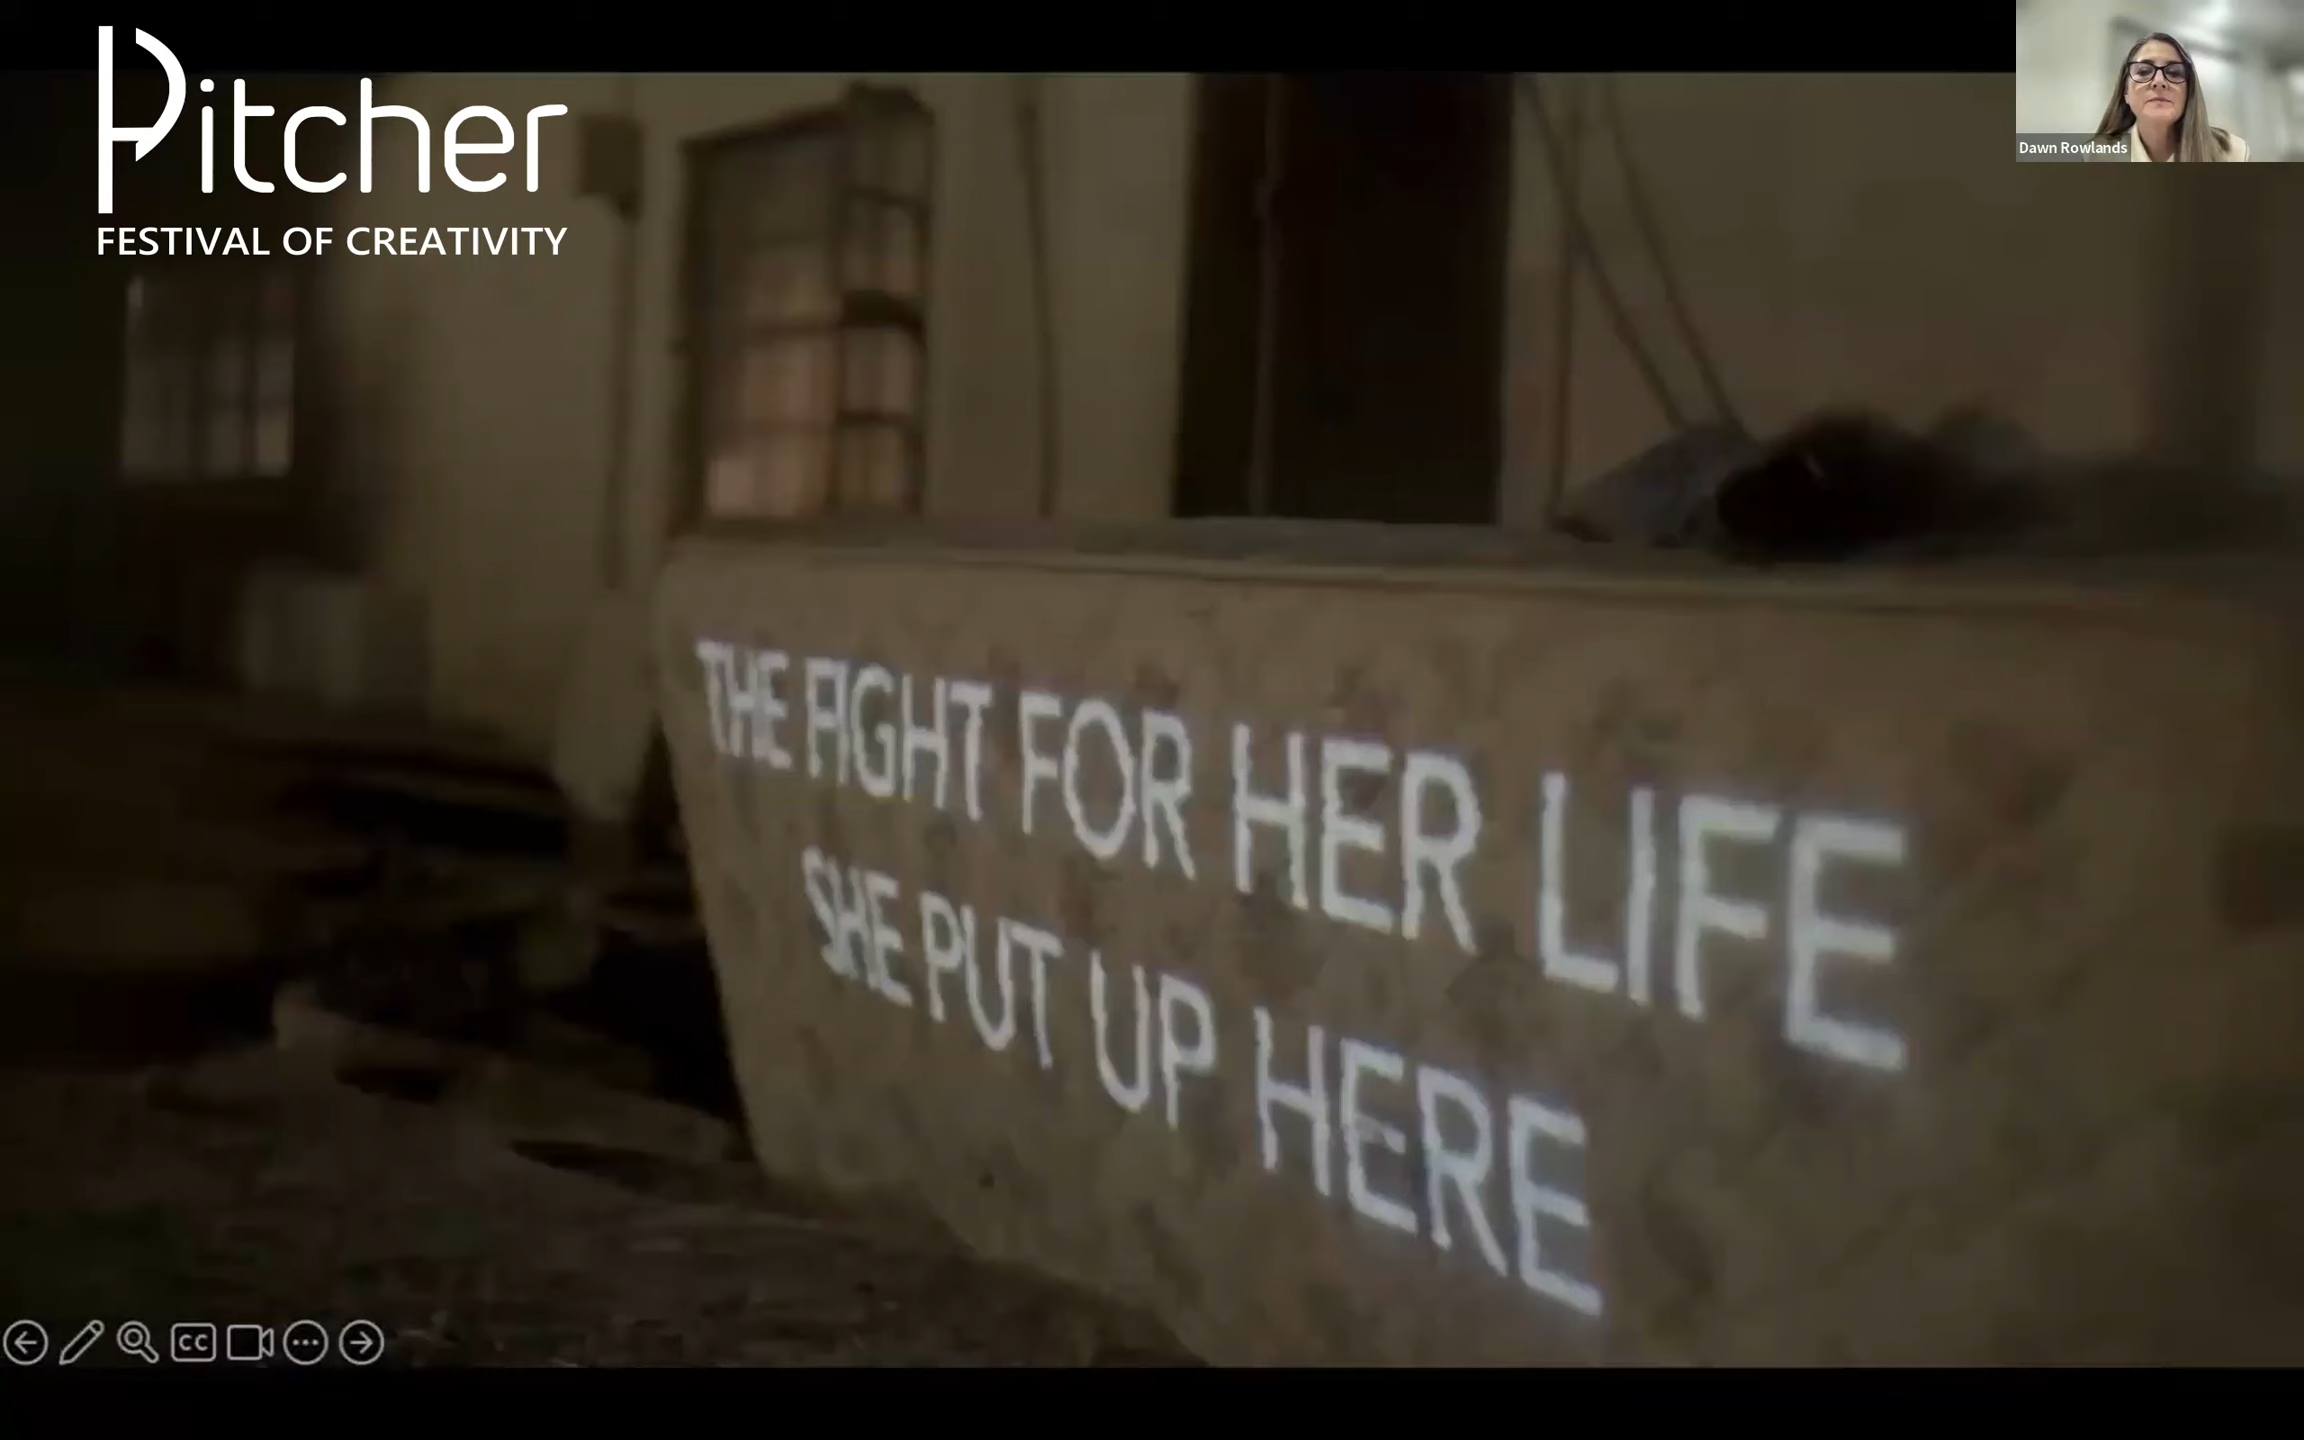 Pitcher
FESTIVAL OF CREATIVITY
Dawn Rowlands
THE FIGHT FOR HER LIFE
SHE PUT UP HERE
CC